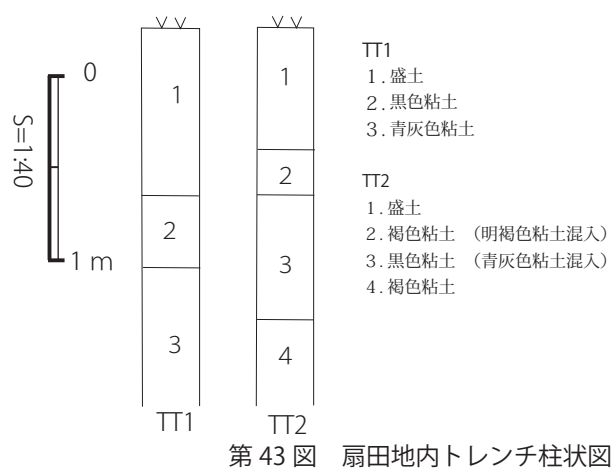 0
S=1:40
1 m
1
2
3
TT1
1
2
3
4
TT2
TT1
1. 盛土
2. 黒色粘土
3. 青灰色粘土
TT2
1. 盛土
2. 褐色粘土　（明褐色粘土混入）
3. 黒色粘土　（青灰色粘土混入）
4. 褐色粘土
第 43 図　扇田地内トレンチ柱状図